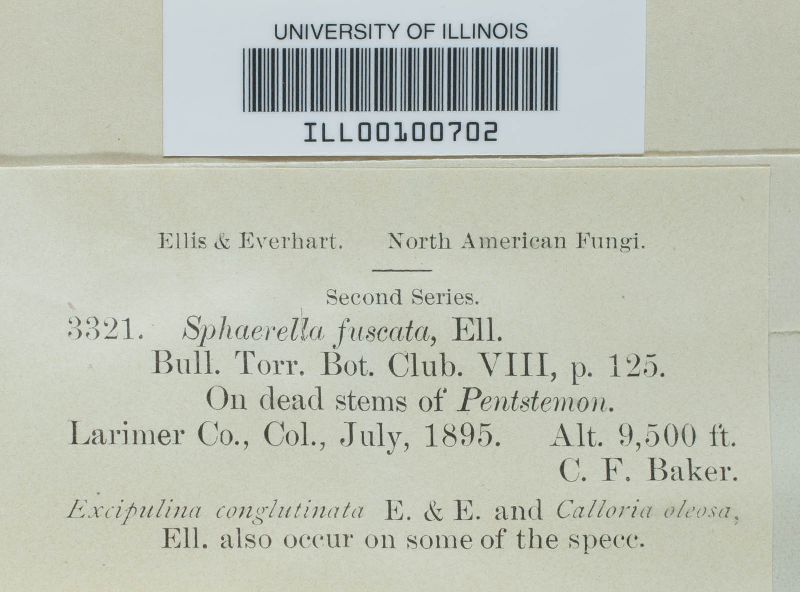 UNIVERSITY OF ILLINOIS
ILL00100702
Ellis & Everhart. North American Fungi.
Second Series.
3321. Sphaerella fuscata, Ell.
Bull. Torr. Bot. Club. VIII, p. 125.
On dead stems of Pentstemon.
Larimer Co., Col., July, 1895. Alt. 9,500 ft.
C. F. Baker.
Excipulina conglutinata E. & E. and Calloria oleosa,
Ell. also occur on some of the specc.